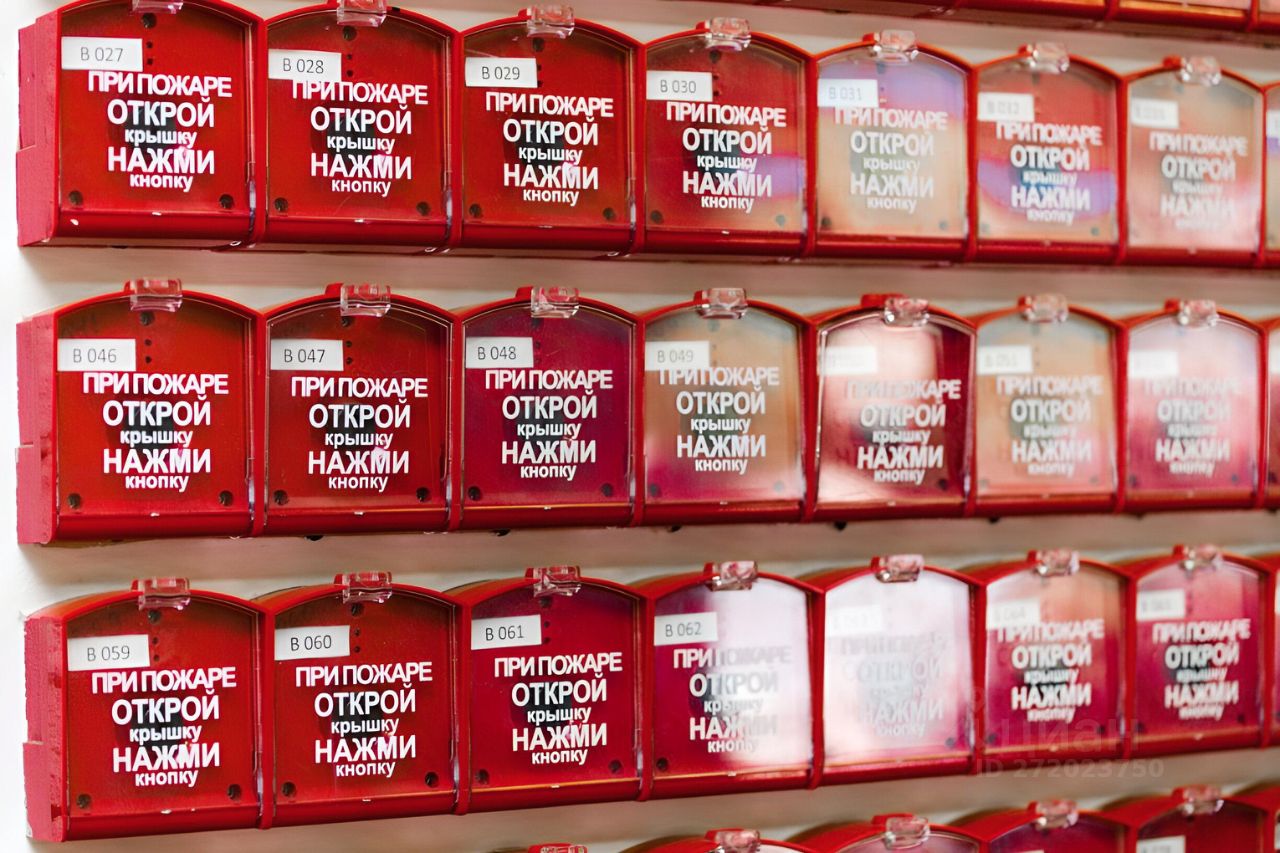 B 027
ПРИ ПОЖАРЕ
ОТКРОЙ
крышку
НАЖМИ
кнопку
B 028
ПРИ ПОЖАРЕ
ОТКРОЙ
крышку
НАЖМИ
кнопку
B 029
ПРИ ПОЖАРЕ
ОТКРОЙ
крышку
НАЖМИ
кнопку
B 030
ПРИ ПОЖАРЕ
ОТКРОЙ
крышку
НАЖМИ
кнопку
B 031
ПРИ ПОЖАРЕ
ОТКРОЙ
крышку
НАЖМИ
кнопку
ПРИ ПОЖАРЕ
ОТКРОЙ
крышку
НАЖМИ
кнопку
ПРИ ПОЖАРЕ
ОТКРОЙ
крышку
НАЖМИ
кнопку
B 046
ПРИ ПОЖАРЕ
ОТКРОЙ
крышку
НАЖМИ
кнопку
B 047
ПРИ ПОЖАРЕ
ОТКРОЙ
крышку
НАЖМИ
кнопку
B 048
ПРИ ПОЖАРЕ
ОТКРОЙ
крышку
НАЖМИ
кнопку
B 049
ПРИ ПОЖАРЕ
ОТКРОЙ
крышку
НАЖМИ
кнопку
ПРИ ПОЖАРЕ
ОТКРОЙ
крышку
НАЖМИ
кнопку
ПРИ ПОЖАРЕ
ОТКРОЙ
крышку
НАЖМИ
кнопку
ПРИ ПОЖАРЕ
ОТКРОЙ
крышку
НАЖМИ
кнопку
B 059
ПРИ ПОЖАРЕ
ОТКРОЙ
крышку
НАЖМИ
кнопку
B 060
ПРИ ПОЖАРЕ
ОТКРОЙ
крышку
НАЖМИ
кнопку
B 061
ПРИ ПОЖАРЕ
ОТКРОЙ
крышку
НАЖМИ
кнопку
B 062
ПРИ ПОЖАРЕ
ОТКРОЙ
крышку
НАЖМИ
кнопку
ПРИ ПОЖАРЕ
ОТКРОЙ
крышку
НАЖМИ
кнопку
B 064
ПРИ ПОЖАРЕ
ОТКРОЙ
крышку
НАЖМИ
кнопку
ПРИ ПОЖАРЕ
ОТКРОЙ
крышку
НАЖМИ
кнопку
циан
ID 272023750